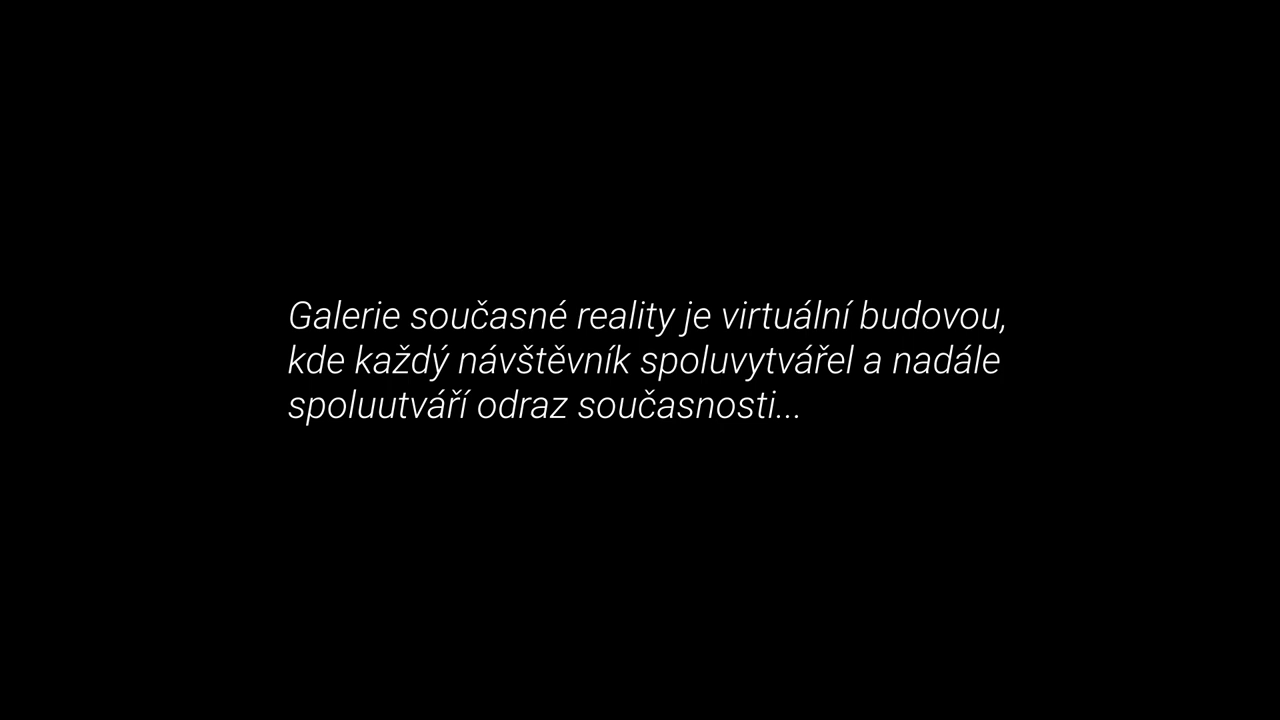 Galerie současné reality je virtuální budovou,
kde každý návštěvník spoluvytvářel a nadále
spoluutváří odraz současnosti...